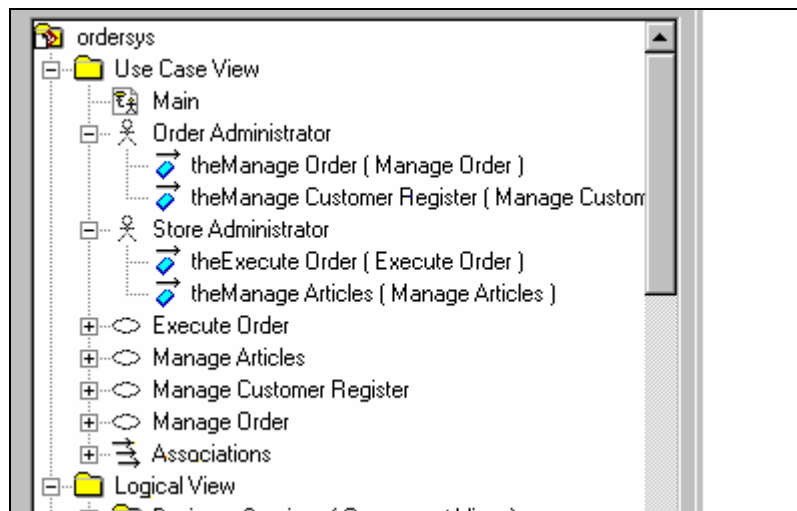 ordersys
Use Case View
Main
Order Administrator
theManage Order ( Manage Order )
theManage Customer Register ( Manage Custom
Store Administrator
theExecute Order ( Execute Order )
theManage Articles ( Manage Articles )
Execute Order
Manage Articles
Manage Customer Register
Manage Order
Associations
Logical View